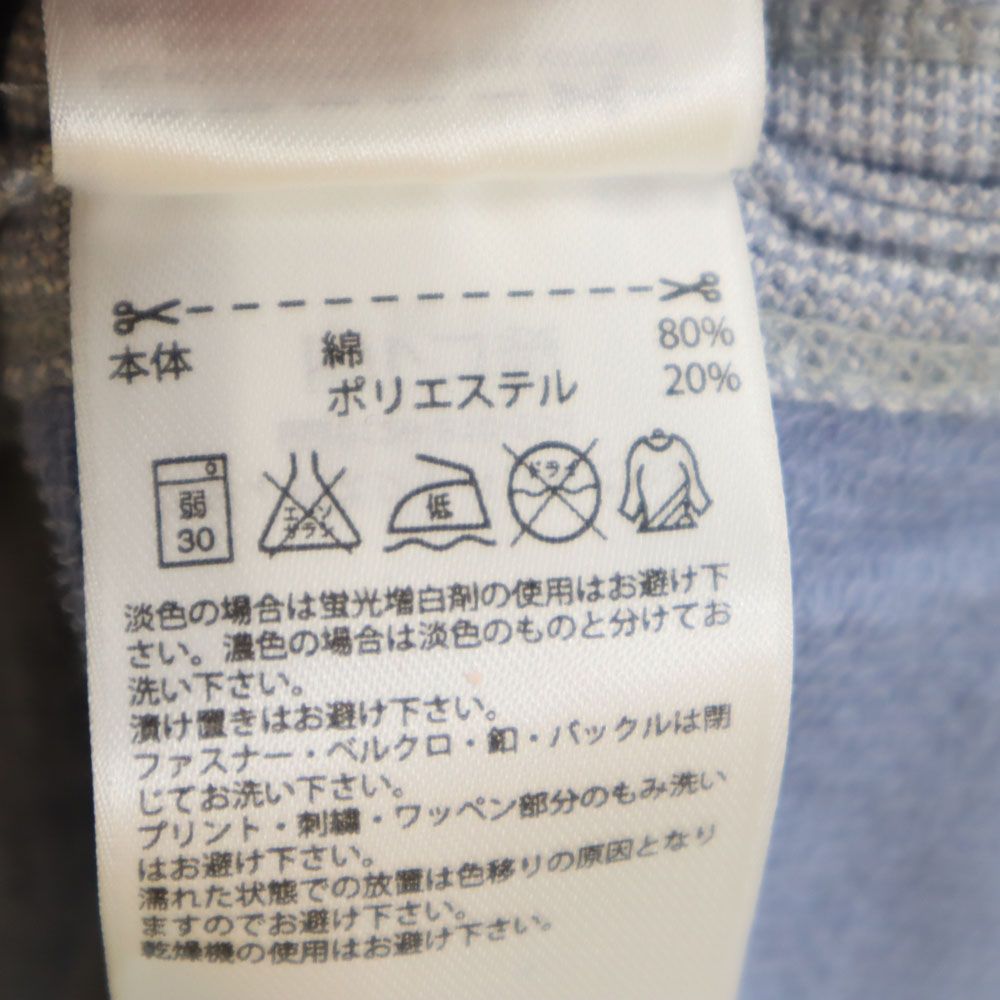 本体 綿 80%
ポリエステル 20%
弱 30 エンソ サラシ 低 ドライ
淡色の場合は蛍光増白剤の使用はお避け下
さい。濃色の場合は淡色のものと分けてお
洗い下さい。
漬け置きはお避け下さい。
ファスナー・ベルクロ・釦・バックルは閉
じてお洗い下さい。
プリント・刺繍・ワッペン部分のもみ洗い
はお避け下さい。
濡れた状態での放置は色移りの原因となり
ますのでお避け下さい。
乾燥機の使用はお避け下さい。